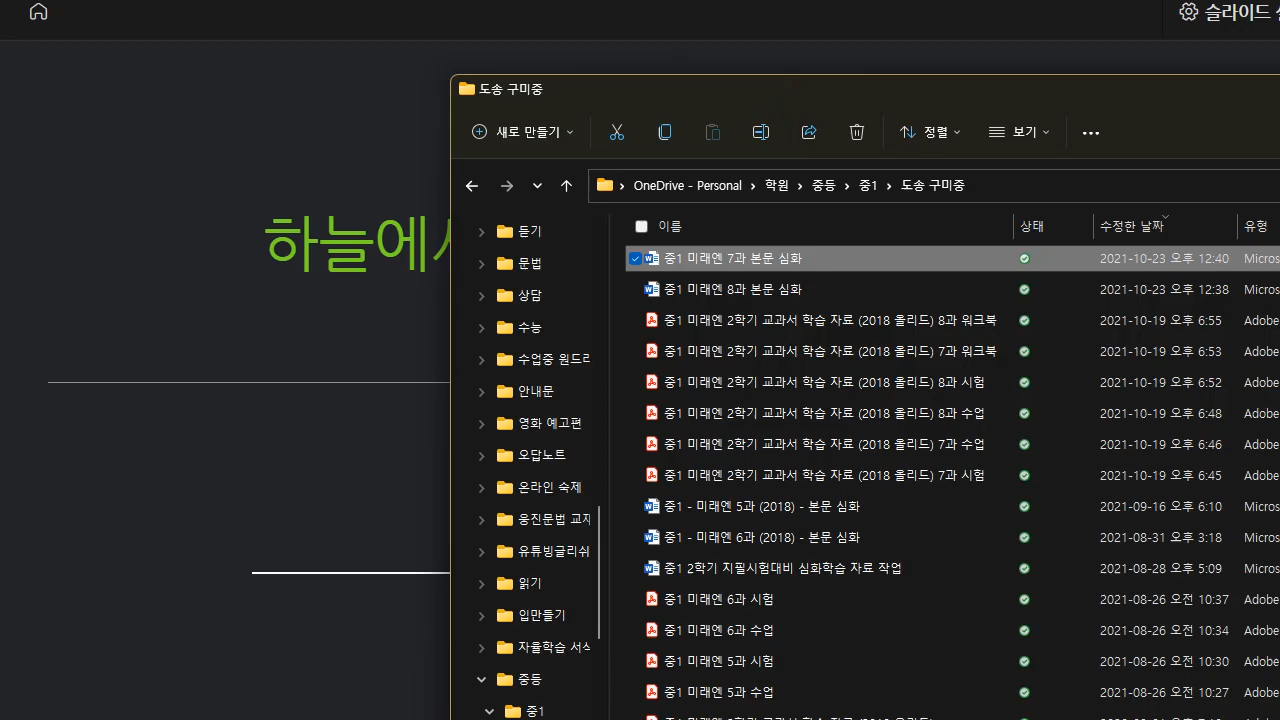 슬라이드
하늘에서
도송 구미중
새로 만들기
정렬
보기
OneDrive - Personal
학원
중등
중1
도송 구미중
이름
상태
수정한 날짜
유형
듣기
문법
상담
수능
수업중 원드라
안내문
영화 예고편
오답노트
온라인 숙제
웅진문법 교재
유튜빙글리쉬
읽기
입만들기
자율학습 서식
중등
중1
중1 미래엔 7과 본문 심화 2021-10-23 오후 12:40 Micros
중1 미래엔 8과 본문 심화 2021-10-23 오후 12:38 Micros
중1 미래엔 2학기 교과서 학습 자료 (2018 올리드) 8과 워크북 2021-10-19 오후 6:55 Adobe
중1 미래엔 2학기 교과서 학습 자료 (2018 올리드) 7과 워크북 2021-10-19 오후 6:53 Adobe
중1 미래엔 2학기 교과서 학습 자료 (2018 올리드) 8과 시험 2021-10-19 오후 6:52 Adobe
중1 미래엔 2학기 교과서 학습 자료 (2018 올리드) 8과 수업 2021-10-19 오후 6:48 Adobe
중1 미래엔 2학기 교과서 학습 자료 (2018 올리드) 7과 수업 2021-10-19 오후 6:46 Adobe
중1 미래엔 2학기 교과서 학습 자료 (2018 올리드) 7과 시험 2021-10-19 오후 6:45 Adobe
중1 - 미래엔 5과 (2018) - 본문 심화 2021-09-16 오후 6:10 Micros
중1 - 미래엔 6과 (2018) - 본문 심화 2021-08-31 오후 3:18 Micros
중1 2학기 지필시험대비 심화학습 자료 작업 2021-08-28 오후 5:09 Micros
중1 미래엔 6과 시험 2021-08-26 오전 10:37 Adobe
중1 미래엔 6과 수업 2021-08-26 오전 10:34 Adobe
중1 미래엔 5과 시험 2021-08-26 오전 10:30 Adobe
중1 미래엔 5과 수업 2021-08-26 오전 10:27 Adobe